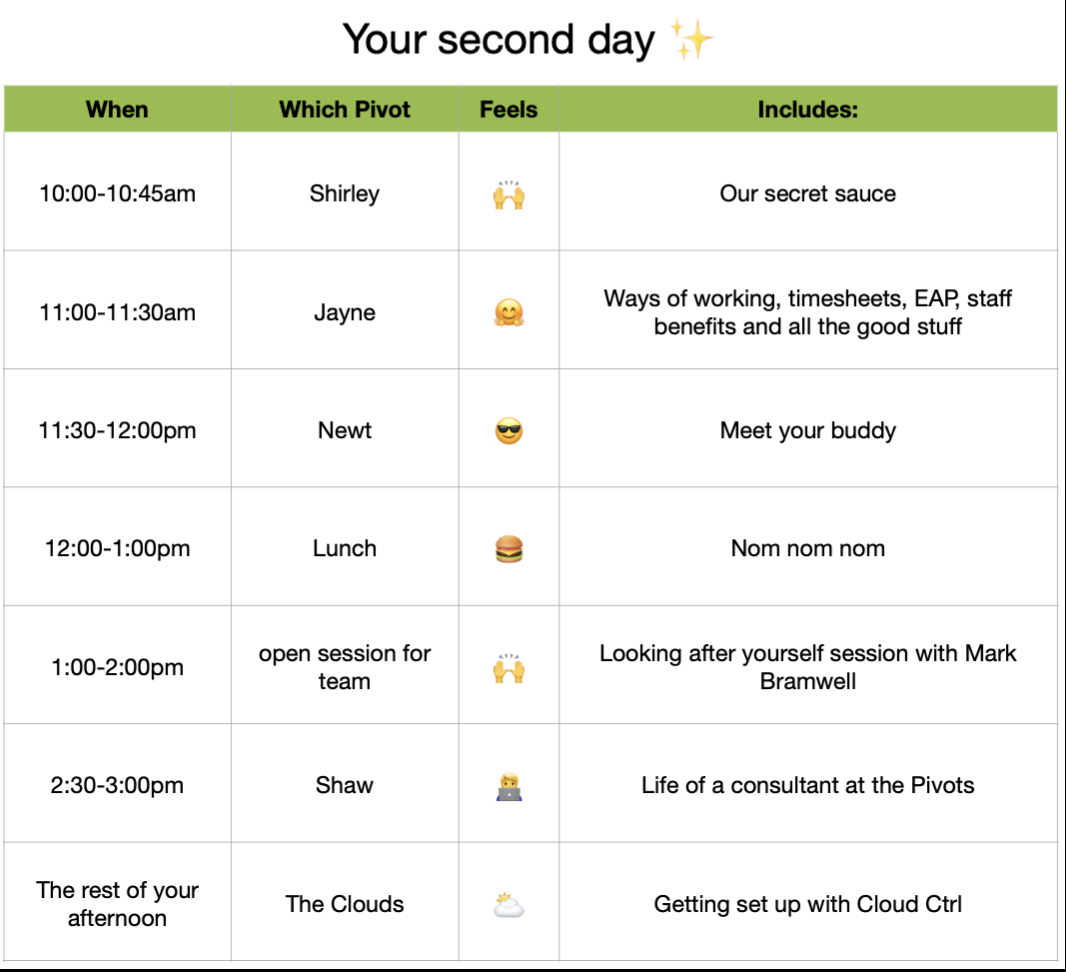 Your second day ✨
When Which Pivot Feels Includes:
10:00-10:45am Shirley 🙌 Our secret sauce
11:00-11:30am Jayne 🤗 Ways of working, timesheets, EAP, staff
benefits and all the good stuff
11:30-12:00pm Newt 😎 Meet your buddy
12:00-1:00pm Lunch 🍔 Nom nom nom
1:00-2:00pm
open session for
team
🙌
Looking after yourself session with Mark
Bramwell
2:30-3:00pm Shaw 🧑‍💻 Life of a consultant at the Pivots
The rest of your
afternoon
The Clouds 🌥️ Getting set up with Cloud Ctrl